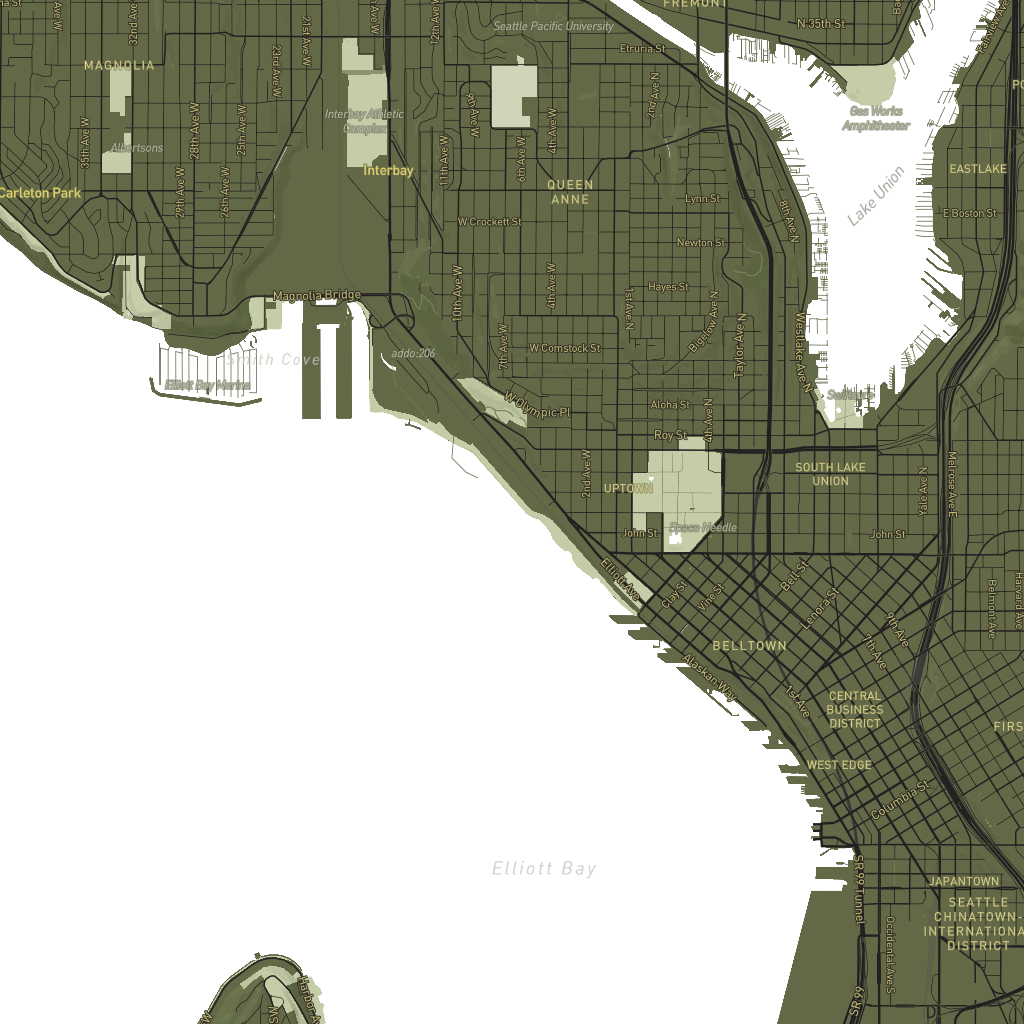 Seattle Pacific University
FREMONT
N 35th St
32nd Ave W
21st Ave W
12th Ave W
23rd Ave W
Etruria St
MAGNOLIA
2nd Ave N
Interbay Athletic
Complex
Gas Works
Amphitheater
9th Ave W
28th Ave W
25th Ave W
35th Ave W
Albertsons
11th Ave W
6th Ave W
4th Ave W
Interbay
EASTLAKE
Carleton Park
29th Ave W
26th Ave W
QUEEN
ANNE
Lynn St
Lake Union
8th Ave N
E Boston St
W Crockett St
Newton St
Magnolia Bridge
10th Ave W
4th Ave W
Hayes St
1st Ave N
Bigelow Ave N
Taylor Ave N
Westlake Ave N
7th Ave W
W Comstock St
addo:206
Smith Cove
Elliott Bay Marina
W Olympic Pl
Aloha St
4th Ave N
Roy St
2nd Ave W
SOUTH LAKE
UNION
Yale Ave N
Melrose Ave E
UPTOWN
Space Needle
John St
John St
Elliott Ave
Clay St
Vine St
Bell St
Lenora St
Belmont Ave
Harvard Ave
9th Ave
7th Ave
BELLTOWN
Alaskan Way
1st Ave
CENTRAL
BUSINESS
DISTRICT
FIRS
WEST EDGE
Columbia St
Elliott Bay
SR 99 Tunnel
JAPANTOWN
SEATTLE
CHINATOWN-
INTERNATIONA
DISTRICT
Occidental Ave S
SR 99
Harbor A
SW
SW